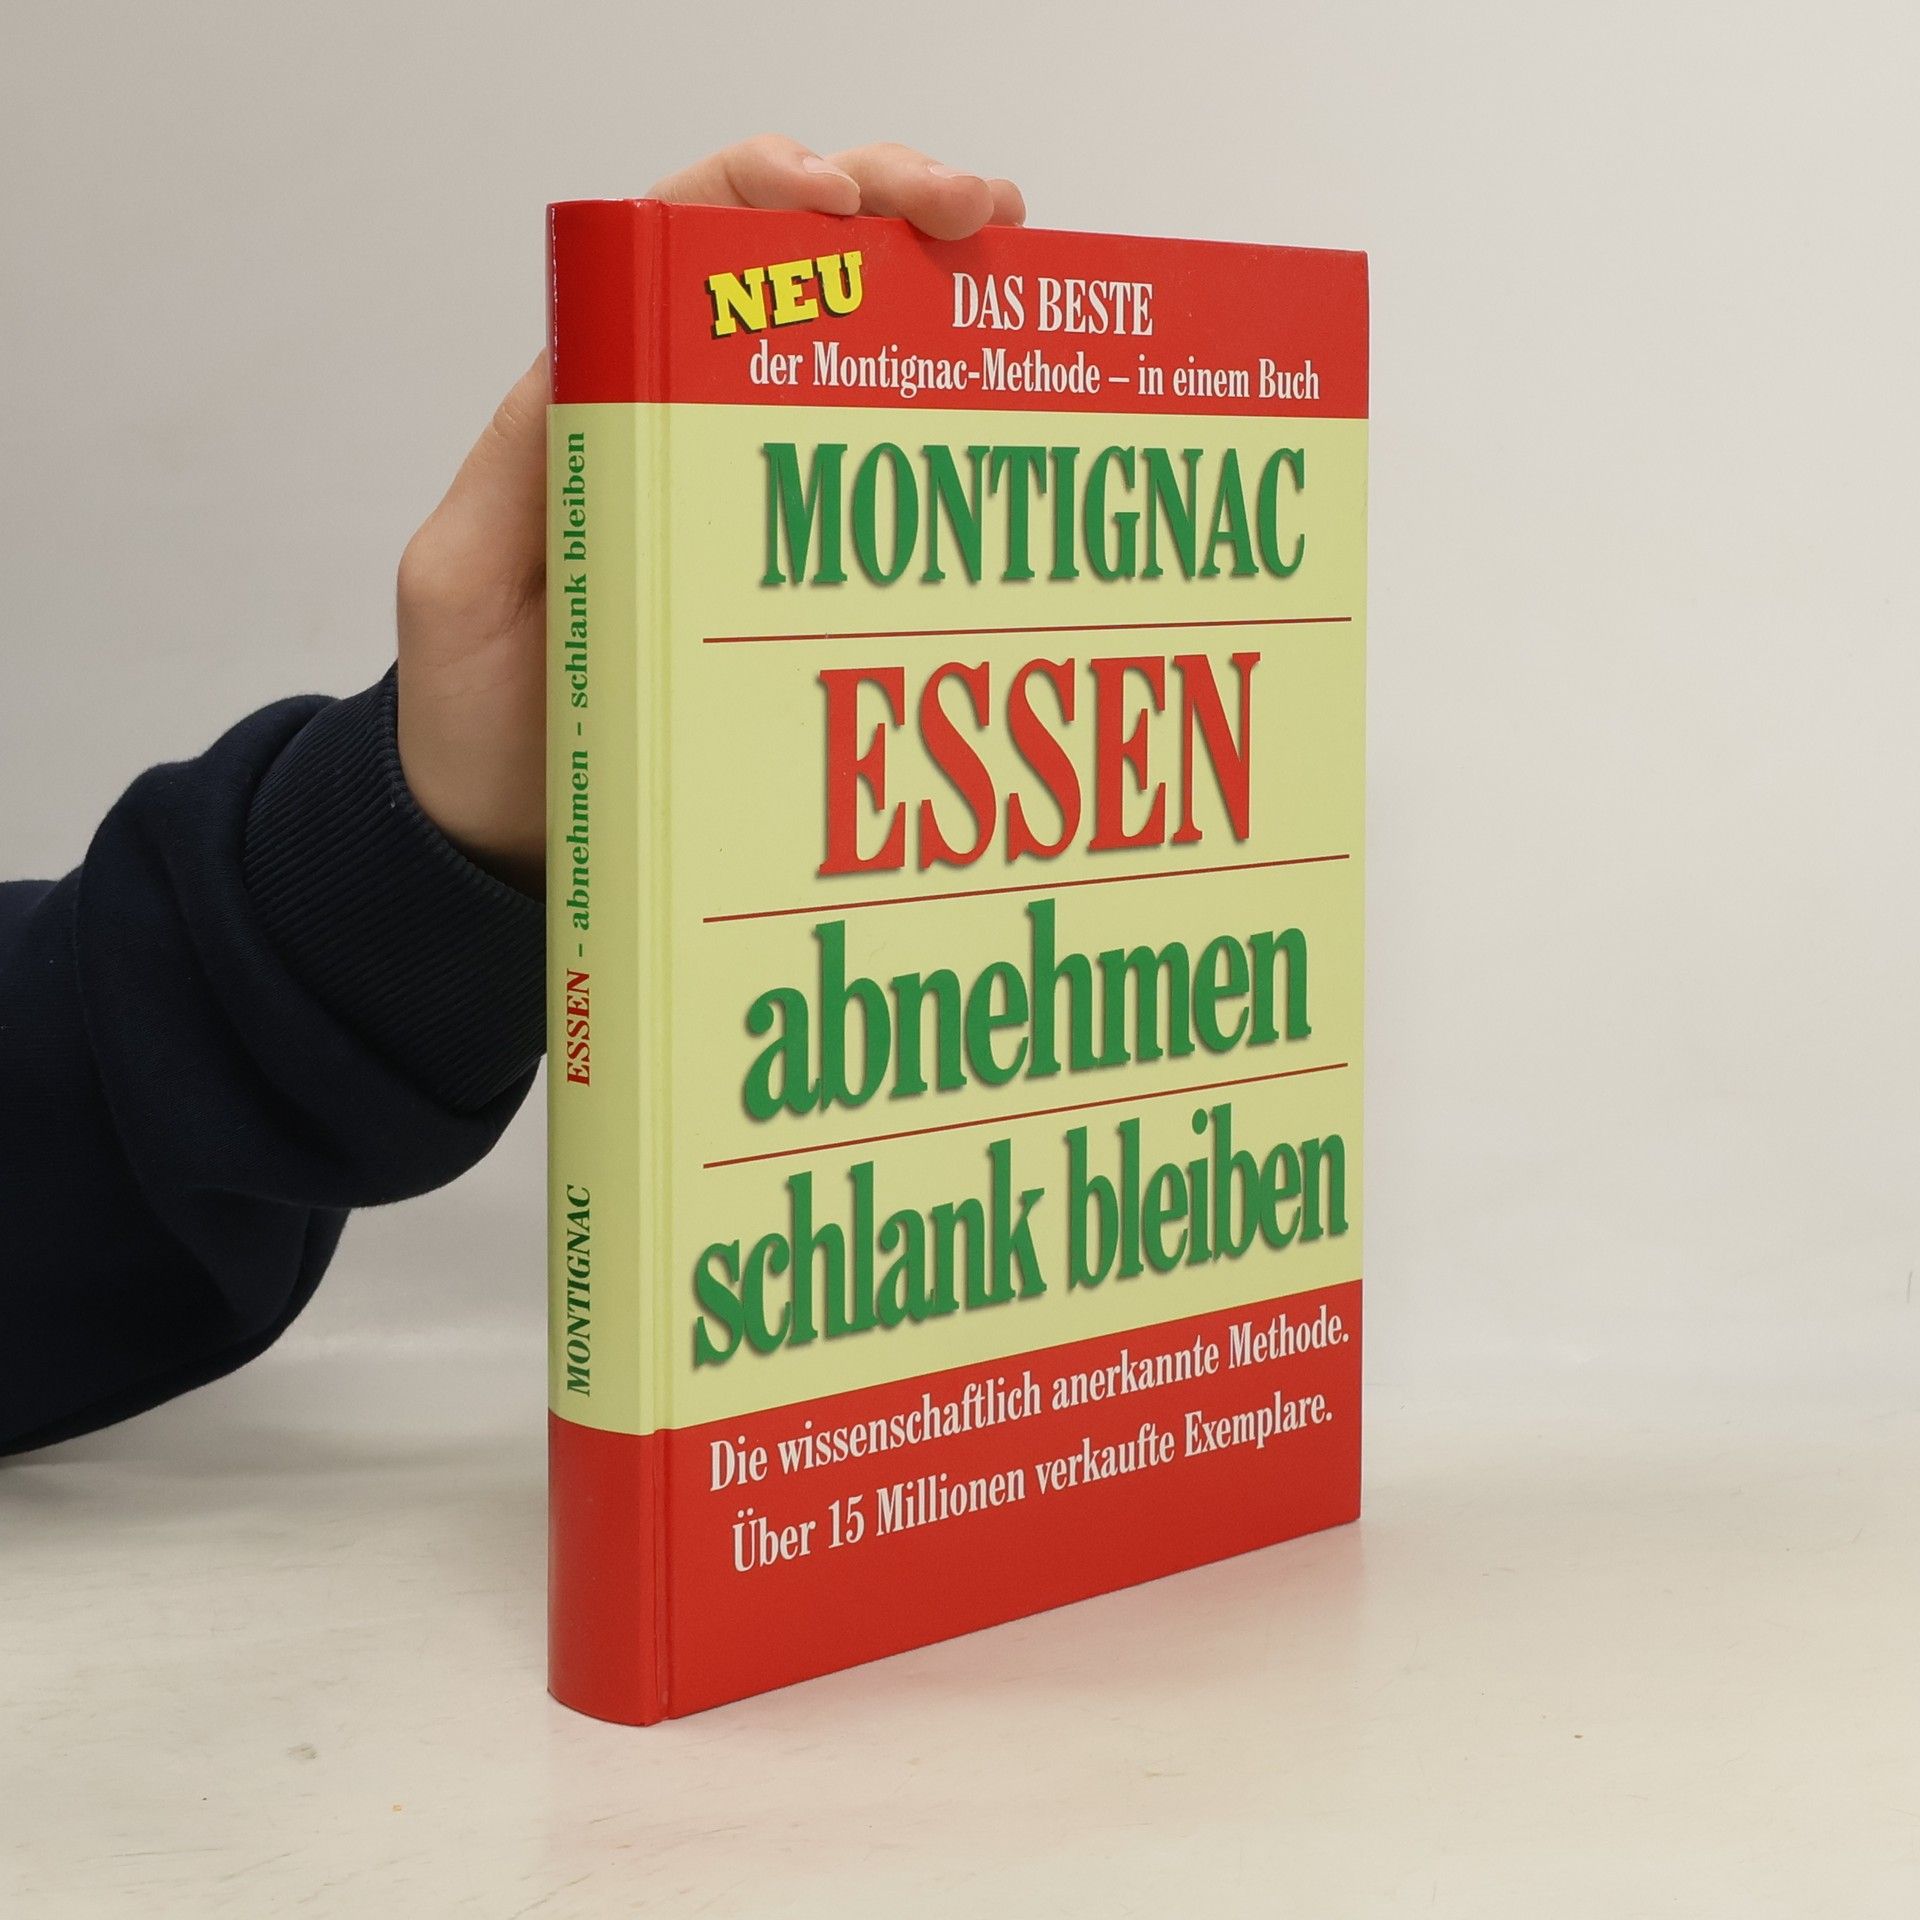 NEU
DAS BESTE
der Montignac-Methode – in einem Buch
MONTIGNAC
ESSEN
abnehmen
schlank bleiben
Die wissenschaftlich anerkannte Methode.
Über 15 Millionen verkaufte Exemplare.
MONTIGNAC ESSEN - abnehmen - schlank bleiben